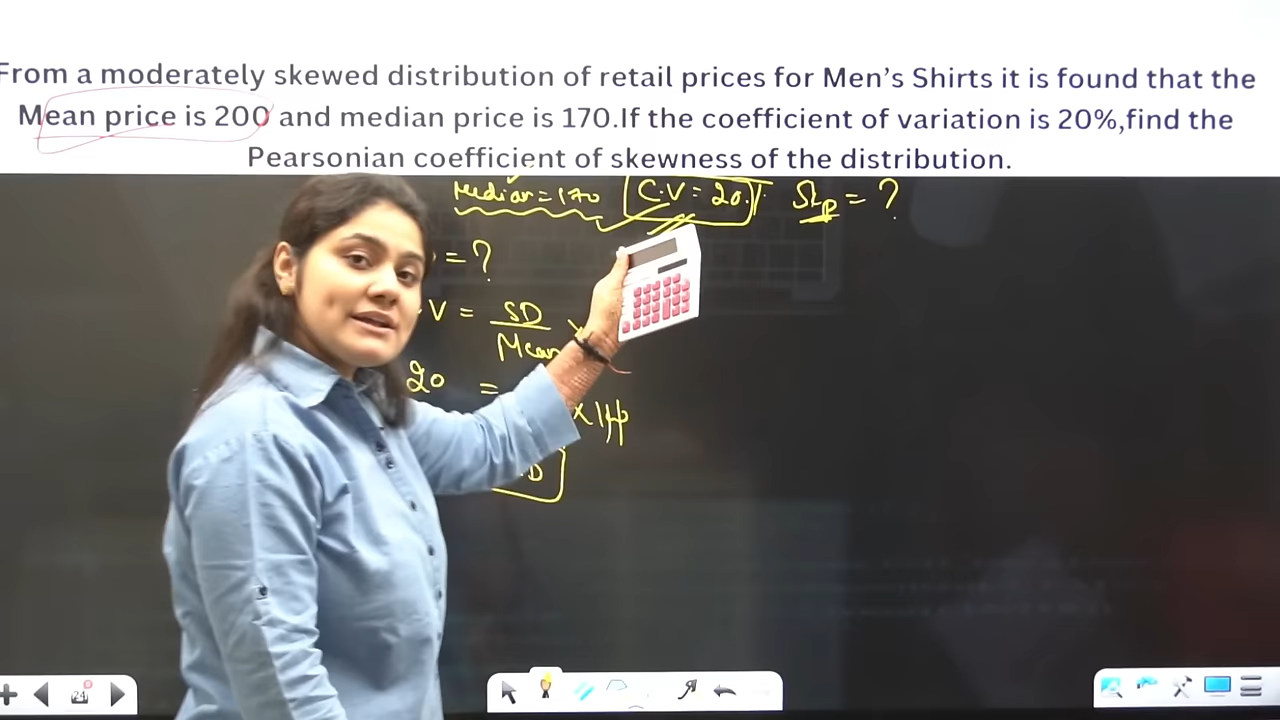 From a moderately skewed distribution of retail prices for Men's Shirts it is found that the
Mean price is 200 and median price is 170.If the coefficient of variation is 20%,find the
Pearsonian coefficient of skewness of the distribution.
Median = 170 C.V = 20% SkP = ?
= ?
V = SD
Mean
20 =
D
24